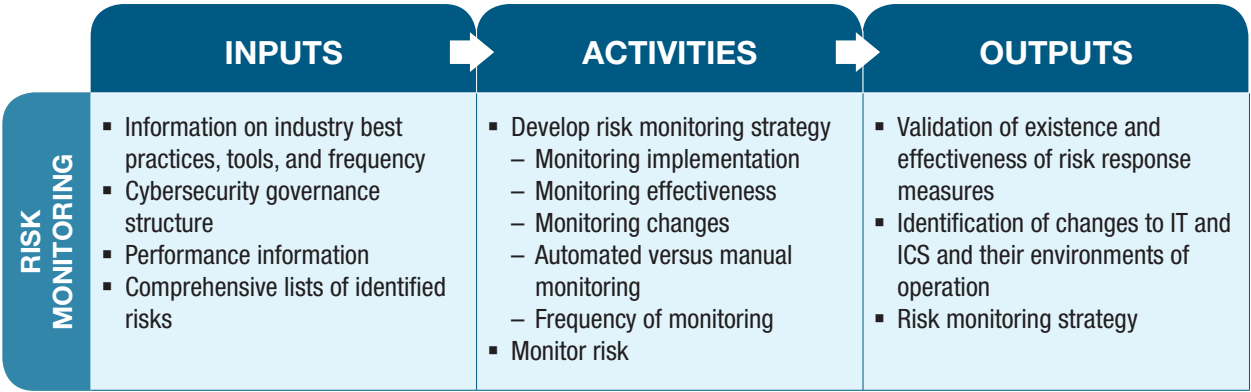 INPUTS
ACTIVITIES
OUTPUTS
RISK
MONITORING
▪ Information on industry best
practices, tools, and frequency
▪ Cybersecurity governance
structure
▪ Performance information
▪ Comprehensive lists of identified
risks
▪ Develop risk monitoring strategy
– Monitoring implementation
– Monitoring effectiveness
– Monitoring changes
– Automated versus manual
monitoring
– Frequency of monitoring
▪ Monitor risk
▪ Validation of existence and
effectiveness of risk response
measures
▪ Identification of changes to IT and
ICS and their environments of
operation
▪ Risk monitoring strategy